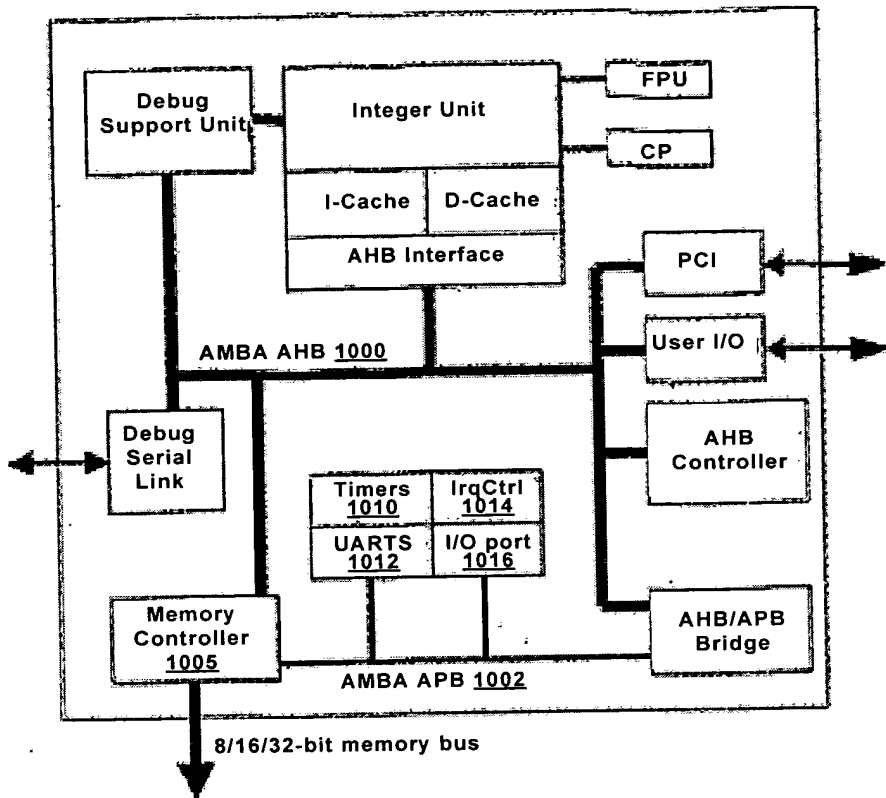 Debug
Support Unit
Integer Unit
FPU
CP
I-Cache
D-Cache
AHB Interface
PCI
User I/O
AMBA AHB 1000
Debug
Serial
Link
AHB
Controller
Timers
1010
IrqCtrl
1014
UARTS
1012
I/O port
1016
Memory
Controller
1005
AHB/APB
Bridge
AMBA APB 1002
8/16/32-bit memory bus